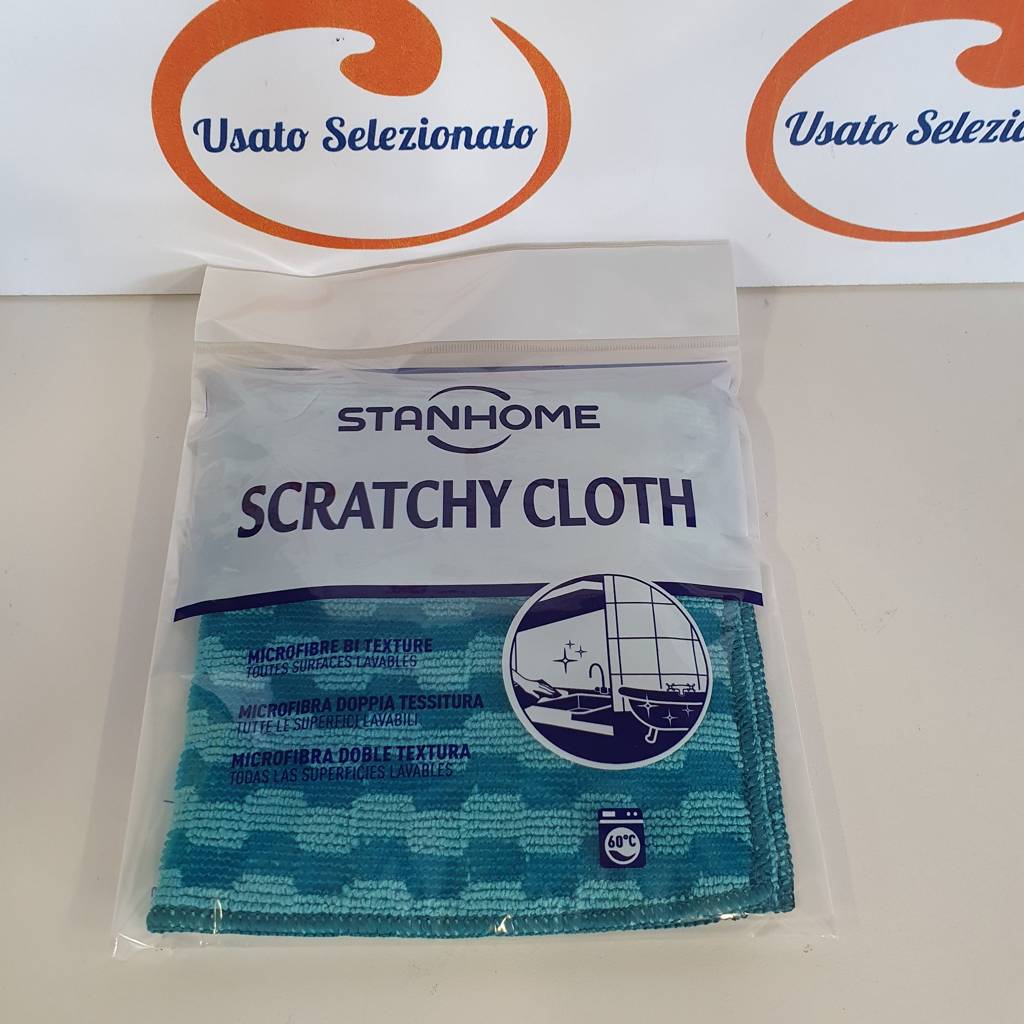 Usato Selezionato
Usato Selezio
STANHOME
SCRATCHY CLOTH
MICROFIBRE BI TEXTURE
TOUTES SURFACES LAVABLES
MICROFIBRA DOPPIA TESSITURA
TUTTE LE SUPERFICI LAVABILI
MICROFIBRA DOBLE TEXTURA
TODAS LAS SUPERFICIES LAVABLES
60°C